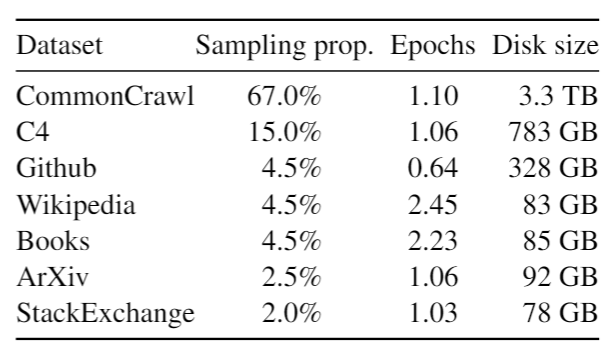 Dataset Sampling prop. Epochs Disk size
CommonCrawl 67.0% 1.10 3.3 TB
C4 15.0% 1.06 783 GB
Github 4.5% 0.64 328 GB
Wikipedia 4.5% 2.45 83 GB
Books 4.5% 2.23 85 GB
ArXiv 2.5% 1.06 92 GB
StackExchange 2.0% 1.03 78 GB